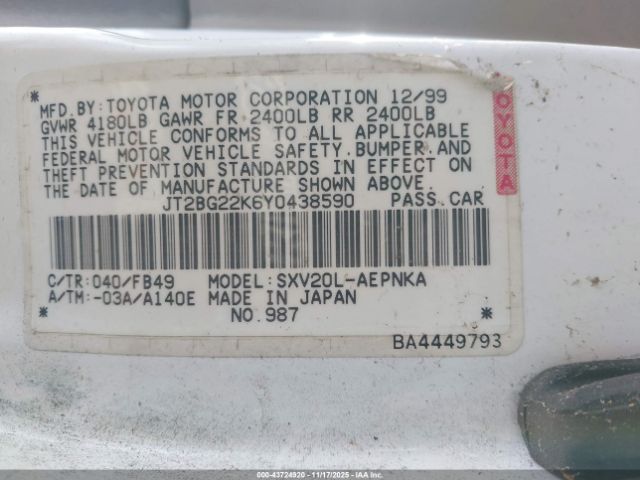 * MFD.BY:TOYOTA MOTOR CORPORATION 12/99
GVWR 4180LB GAWR FR 2400LB RR 2400LB
THIS VEHICLE CONFORMS TO ALL APPLICABLE
FEDERAL MOTOR VEHICLE SAFETY,BUMPER,AND
THEFT PREVENTION STANDARDS IN EFFECT ON
THE DATE OF MANUFACTURE SHOWN ABOVE.
JT2BG22K6Y0438590 PASS.CAR
TOYOTA
C/TR:040/FB49 MODEL:SXV20L-AEPNKA
A/TM:-03A/A140E MADE IN JAPAN
* NO.987 *
BA4449793
000-43724920 - 11/17/2025 - IAAI.COM